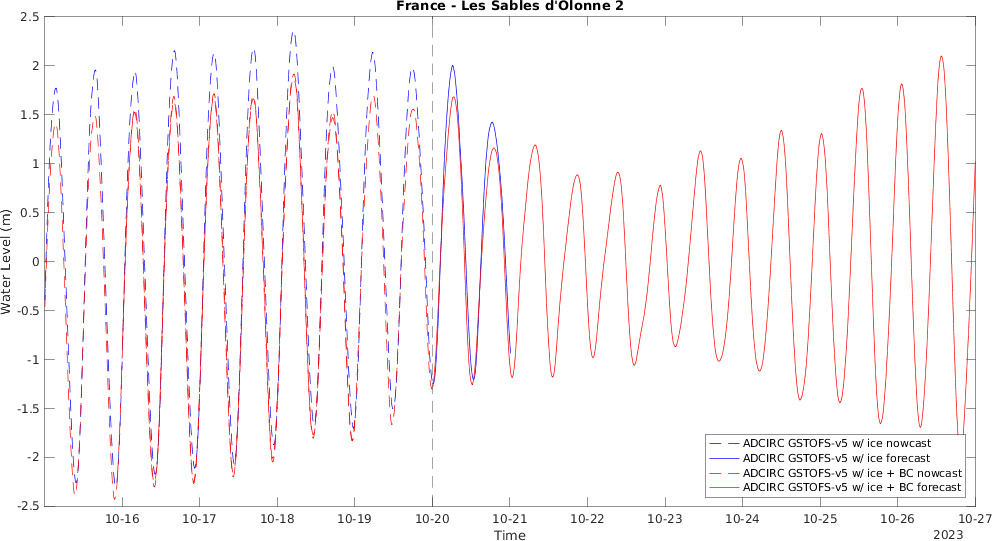 France - Les Sables d'Olonne 2
2.5
2
1.5
1
0.5
0
-0.5
-1
-1.5
-2
-2.5
Water Level (m)
10-16 10-17 10-18 10-19 10-20 10-21 10-22 10-23 10-24 10-25 10-26 10-27
Time
2023
ADCIRC GSTOFS-v5 w/ ice nowcast
ADCIRC GSTOFS-v5 w/ ice forecast
ADCIRC GSTOFS-v5 w/ ice + BC nowcast
ADCIRC GSTOFS-v5 w/ ice + BC forecast